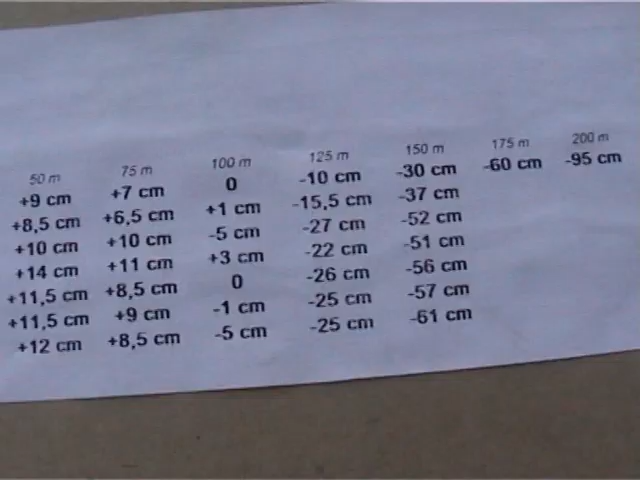 50 m 75 m 100 m 125 m 150 m 175 m 200 m
+9 cm +7 cm 0 -10 cm -30 cm -60 cm -95 cm
+8,5 cm +6,5 cm +1 cm -15,5 cm -37 cm
+10 cm +10 cm -5 cm -27 cm -52 cm
+14 cm +11 cm +3 cm -22 cm -51 cm
+11,5 cm +8,5 cm 0 -26 cm -56 cm
+11,5 cm +9 cm -1 cm -25 cm -57 cm
+12 cm +8,5 cm -5 cm -25 cm -61 cm